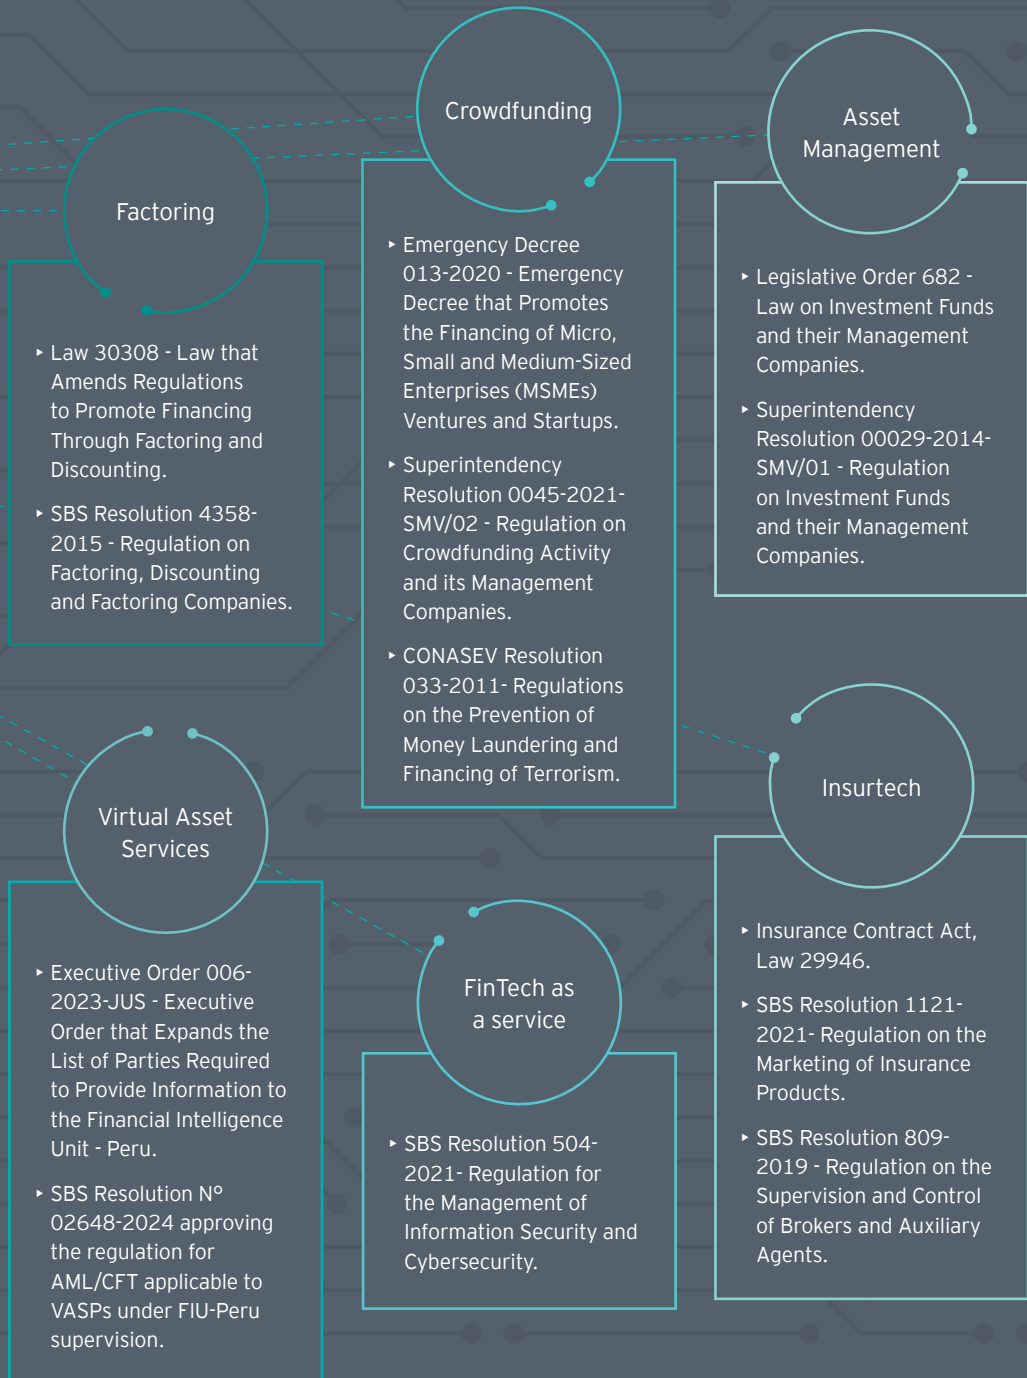 Factoring
▸ Law 30308 - Law that
Amends Regulations
to Promote Financing
Through Factoring and
Discounting.
▸ SBS Resolution 4358-
2015 - Regulation on
Factoring, Discounting
and Factoring Companies.
Crowdfunding
▸ Emergency Decree
013-2020 - Emergency
Decree that Promotes
the Financing of Micro,
Small and Medium-Sized
Enterprises (MSMEs)
Ventures and Startups.
▸ Superintendency
Resolution 0045-2021-
SMV/02 - Regulation on
Crowdfunding Activity
and its Management
Companies.
▸ CONASEV Resolution
033-2011- Regulations
on the Prevention of
Money Laundering and
Financing of Terrorism.
Asset
Management
▸ Legislative Order 682 -
Law on Investment Funds
and their Management
Companies.
▸ Superintendency
Resolution 00029-2014-
SMV/01 - Regulation
on Investment Funds
and their Management
Companies.
Virtual Asset
Services
▸ Executive Order 006-
2023-JUS - Executive
Order that Expands the
List of Parties Required
to Provide Information to
the Financial Intelligence
Unit - Peru.
▸ SBS Resolution N°
02648-2024 approving
the regulation for
AML/CFT applicable to
VASPs under FIU-Peru
supervision.
FinTech as
a service
▸ SBS Resolution 504-
2021- Regulation for
the Management of
Information Security and
Cybersecurity.
Insurtech
▸ Insurance Contract Act,
Law 29946.
▸ SBS Resolution 1121-
2021- Regulation on the
Marketing of Insurance
Products.
▸ SBS Resolution 809-
2019 - Regulation on the
Supervision and Control
of Brokers and Auxiliary
Agents.